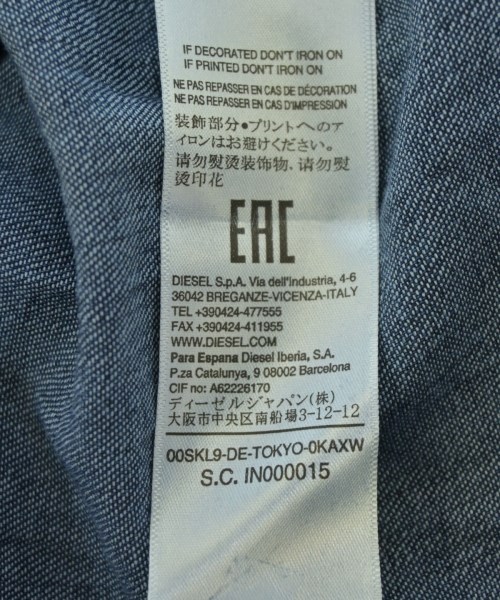 IF DECORATED DON'T IRON ON
IF PRINTED DON'T IRON ON
NE PAS REPASSER EN CAS DE DÉCORATION
NE PAS REPASSER EN CAS D'IMPRESSION
装飾部分•プリントへのア
イロンはお避けください。
请勿熨烫装饰物、请勿熨
烫印花
EAC
DIESEL S.p.A. Via dell'industria, 4-6
36042 BREGANZE-VICENZA-ITALY
TEL +390424-477555
FAX +390424-411955
WWW.DIESEL.COM
Para Espana Diesel Iberia, S.A.
P.za Catalunya, 9 08002 Barcelona
CIF no: A62226170
ディーゼルジャパン(株)
大阪市中央区南船場3-12-12
00SKL9-DE-TOKYO-0KAXW
S.C. IN000015